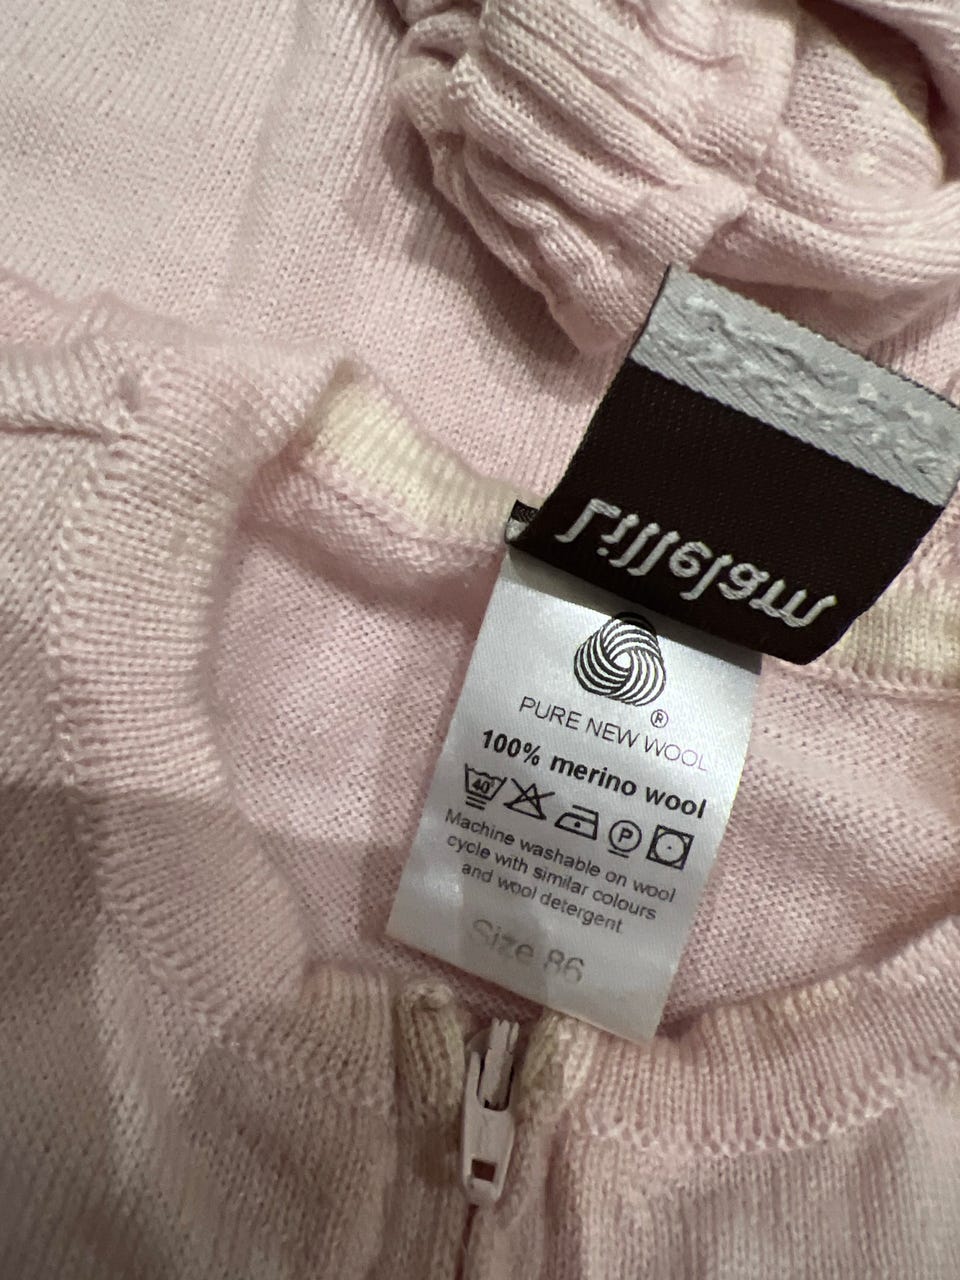 Lillelam
®
PURE NEW WOOL
100% merino wool
40°
P
Machine washable on wool
cycle with similar colours
and wool detergent
Size 86